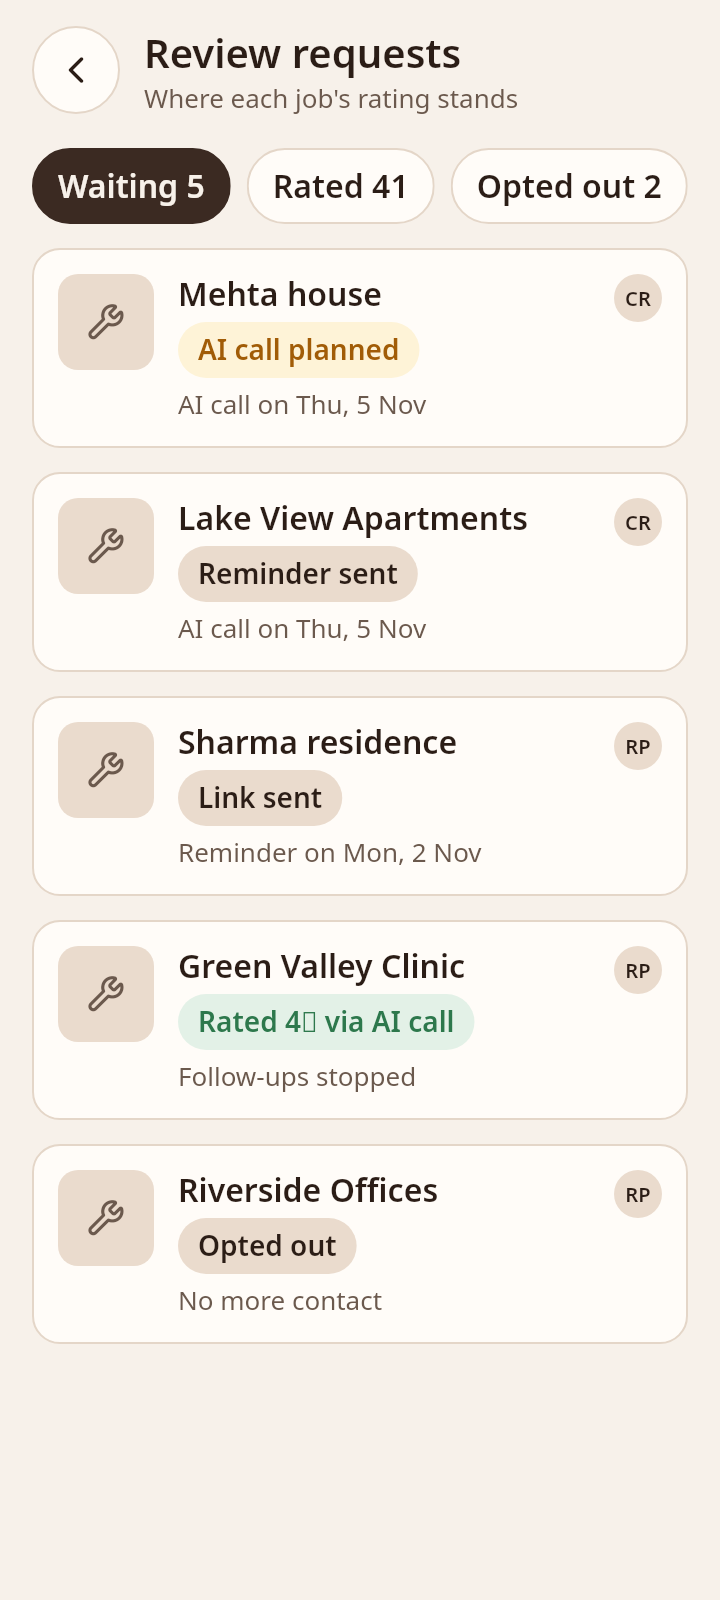 Review requests
Where each job's rating stands
Waiting 5
Rated 41
Opted out 2
Mehta house
CR
AI call planned
AI call on Thu, 5 Nov
Lake View Apartments
CR
Reminder sent
AI call on Thu, 5 Nov
Sharma residence
RP
Link sent
Reminder on Mon, 2 Nov
Green Valley Clinic
RP
Rated 4▯ via AI call
Follow-ups stopped
Riverside Offices
RP
Opted out
No more contact